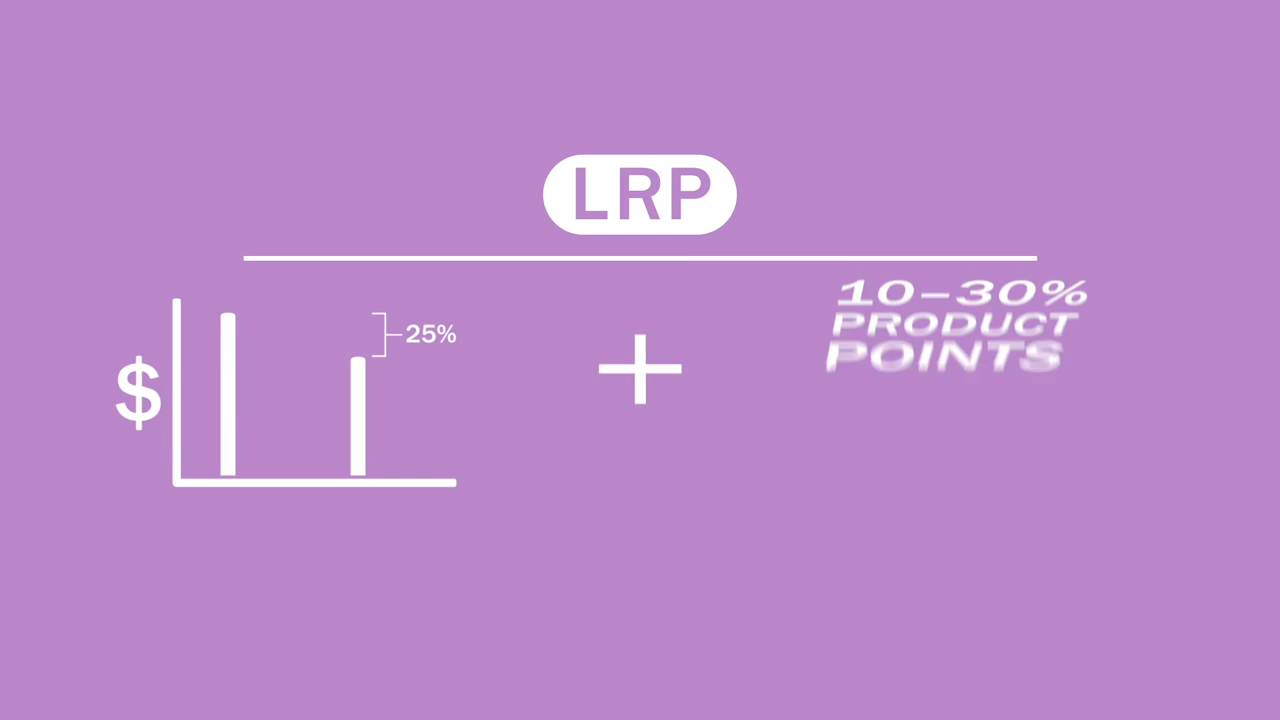 LRP
$
25%
+
10–30%
PRODUCT
POINTS